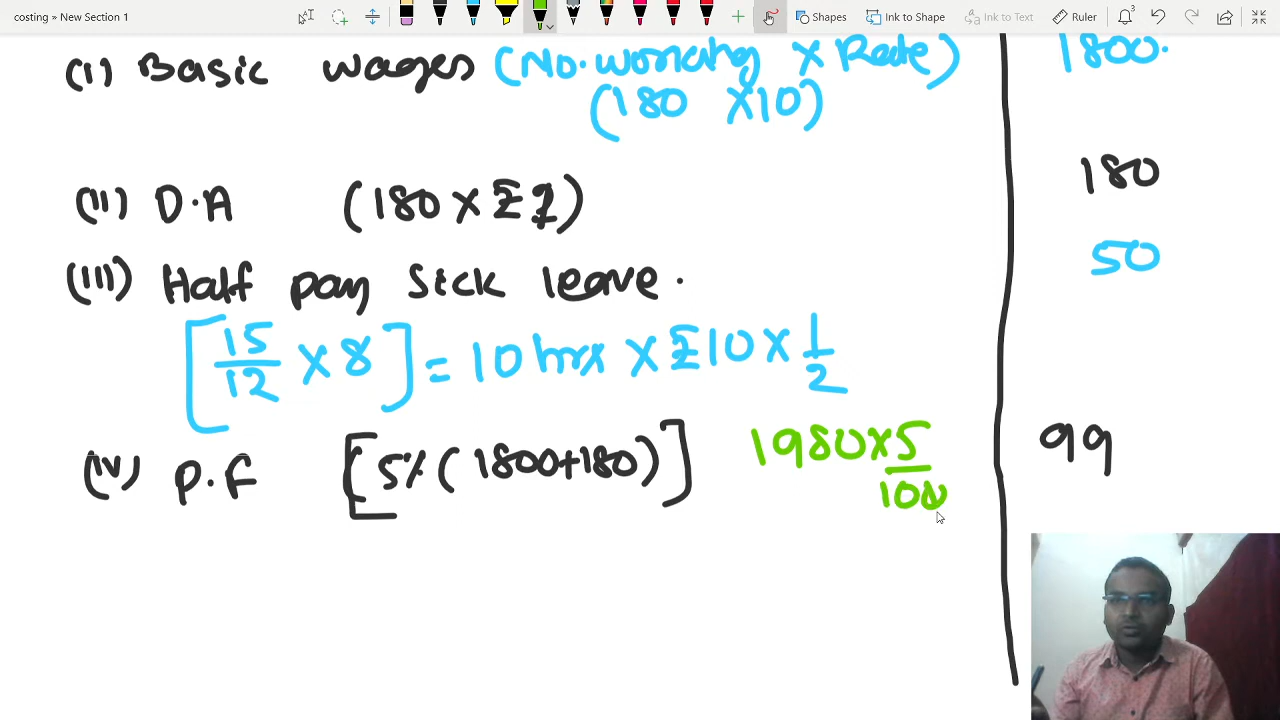 costing » New Section 1
Shapes Ink to Shape Ink to Text Ruler
(i) Basic wages (No.working X Rate) 1800.
(180 X10)
(ii) D.A (180 X ₹1) 180
(iii) Half pay sick leave. 50
[15/12 X 8] = 10 hrs X ₹10 X 1/2
(iv) P.F [5%(1800+180)] 1980X5/100 99